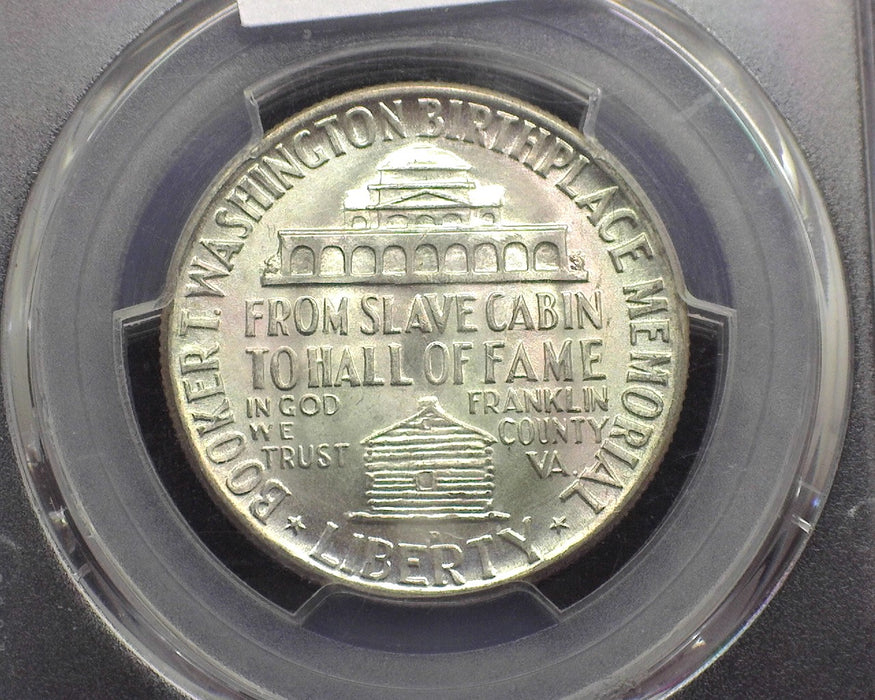 BOOKER T. WASHINGTON BIRTHPLACE MEMORIAL
FROM SLAVE CABIN
TO HALL OF FAME
IN GOD
WE
TRUST
FRANKLIN
COUNTY
VA.
D
★ LIBERTY ★